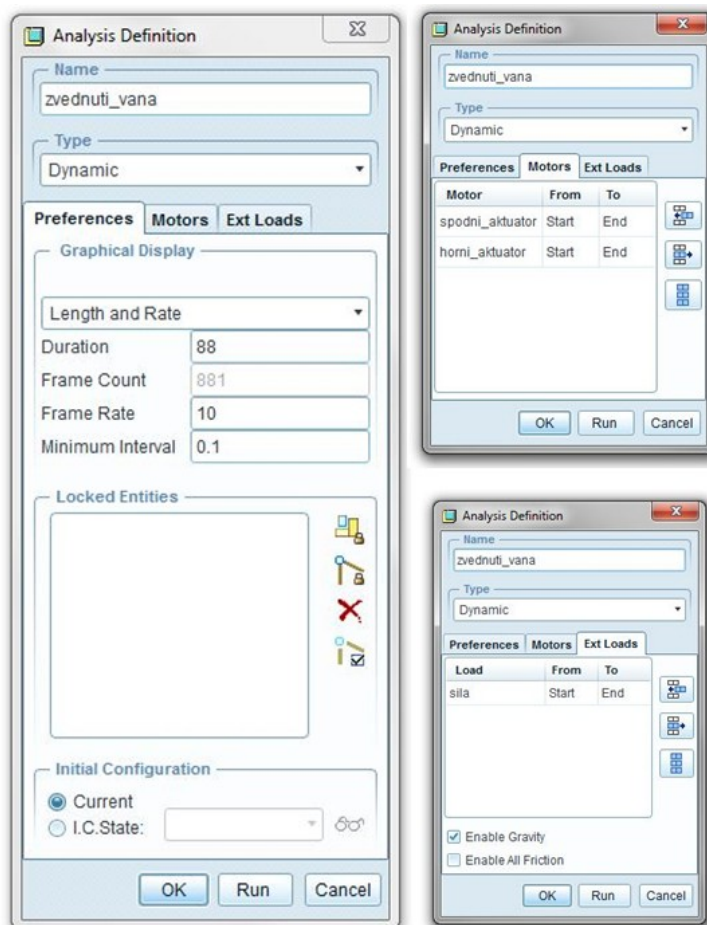 Analysis Definition
Name
zvednuti_vana
Type
Dynamic
Preferences Motors Ext Loads
Graphical Display
Length and Rate
Duration 88
Frame Count 881
Frame Rate 10
Minimum Interval 0.1
Locked Entities
Initial Configuration
Current
I.C.State:
OK Run Cancel
Analysis Definition
Name
zvednuti_vana
Type
Dynamic
Preferences Motors Ext Loads
Motor From To
spodni_aktuator Start End
horni_aktuator Start End
OK Run Cancel
Analysis Definition
Name
zvednuti_vana
Type
Dynamic
Preferences Motors Ext Loads
Load From To
sila Start End
Enable Gravity
Enable All Friction
OK Run Cancel